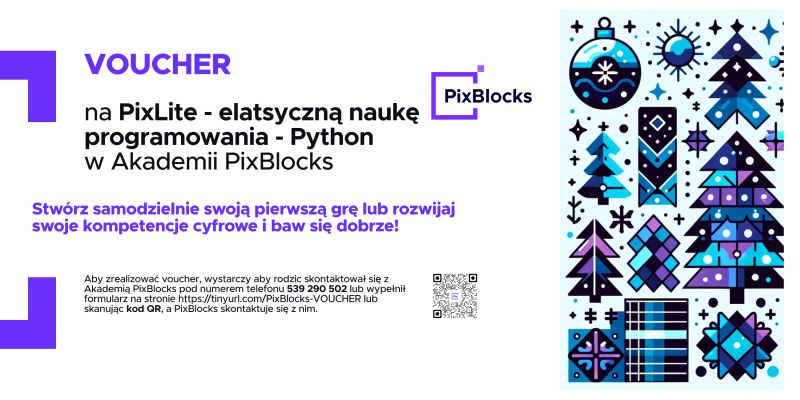 VOUCHER
na PixLite - elatsyczną naukę
programowania - Python
w Akademii PixBlocks
PixBlocks
Stwórz samodzielnie swoją pierwszą grę lub rozwijaj
swoje kompetencje cyfrowe i baw się dobrze!
Aby zrealizować voucher, wystarczy aby rodzic skontaktował się z
Akademią PixBlocks pod numerem telefonu 539 290 502 lub wypełnił
formularz na stronie https://tinyurl.com/PixBlocks-VOUCHER lub
skanując kod QR, a PixBlocks skontaktuje się z nim.